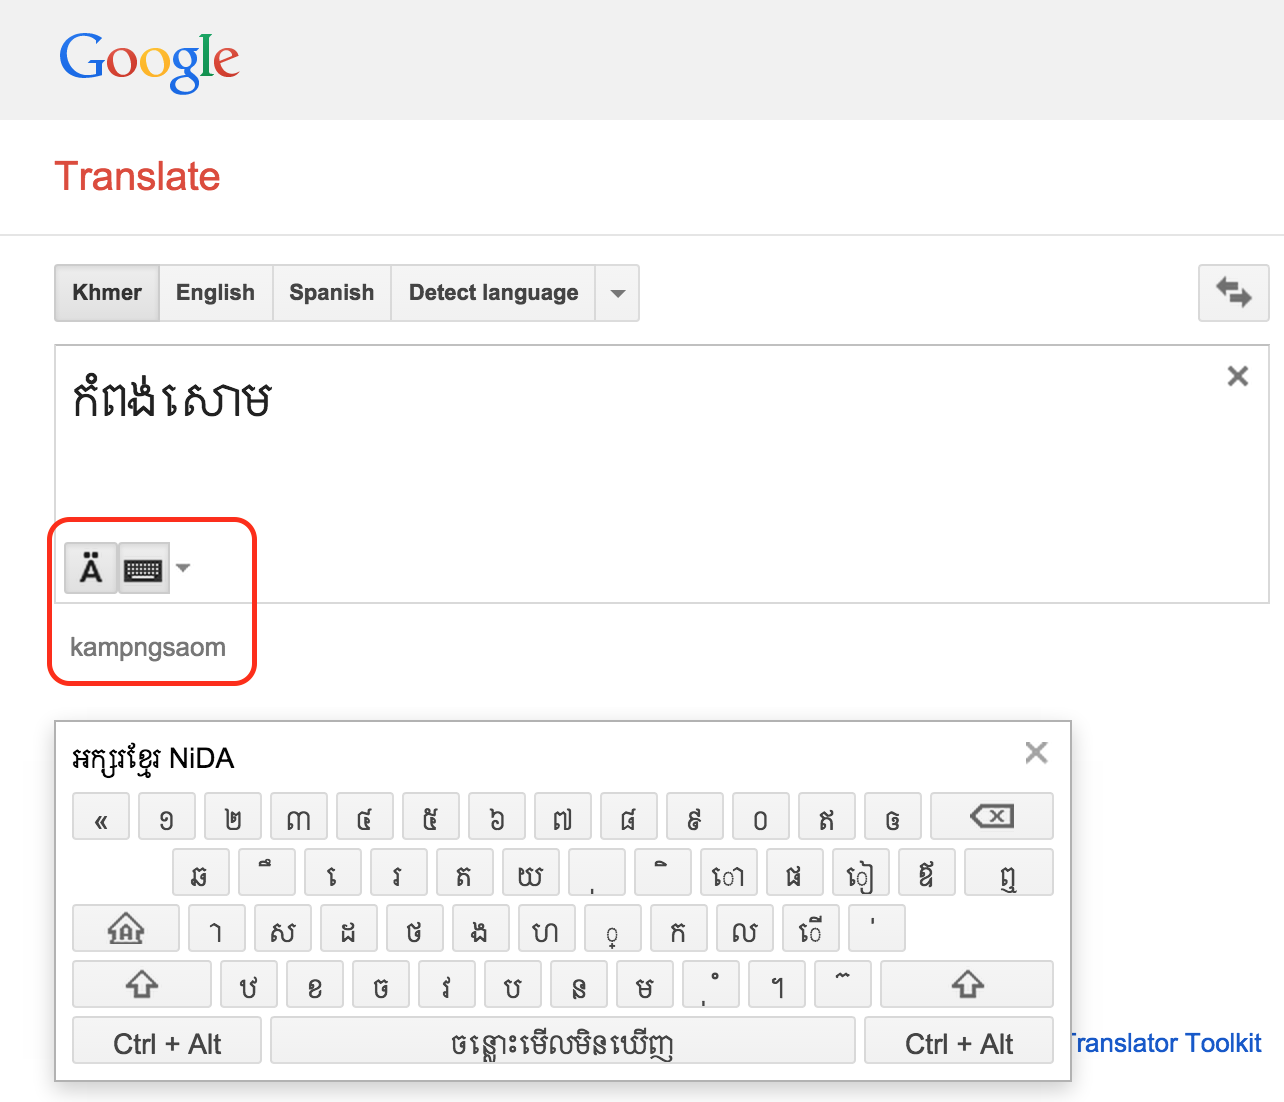 Google
Translate
Khmer English Spanish Detect language
កំពង់សោម
Ä
kampngsaom
អក្សរខ្មែរ NiDA
« ១ ២ ៣ ៤ ៥ ៦ ៧ ៨ ៩ ០ ឥ ឲ
ឆ ឹ េ រ ត យ ុ ិ ោ ផ ៀ ឪ ឮ
ា ស ដ ថ ង ហ ្ ក ល ើ ់
ឋ ខ ច វ ប ន ម ុំ ។ ៊
Ctrl + Alt ចន្លោះមើលមិនឃើញ Ctrl + Alt
Translator Toolkit